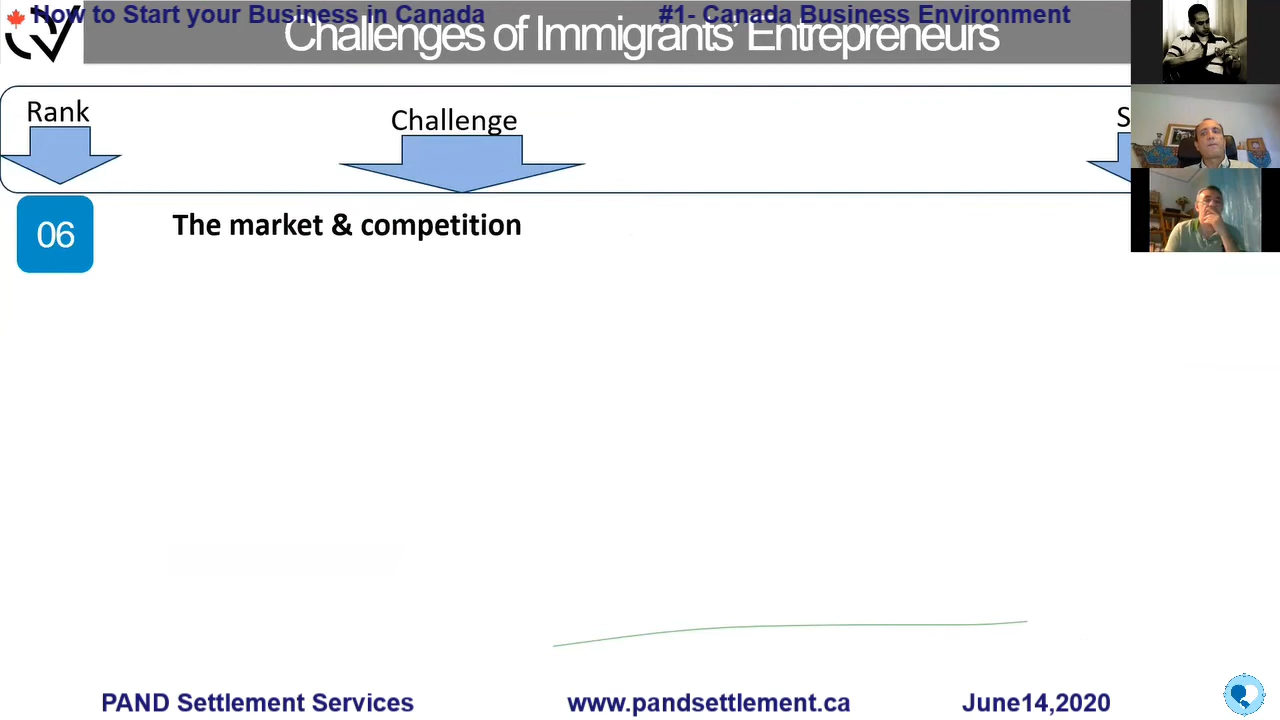 How to Start your Business in Canada
#1- Canada Business Environment
Challenges of Immigrants' Entrepreneurs
Rank
Challenge
S
06
The market & competition
PAND Settlement Services
www.pandsettlement.ca
June14,2020